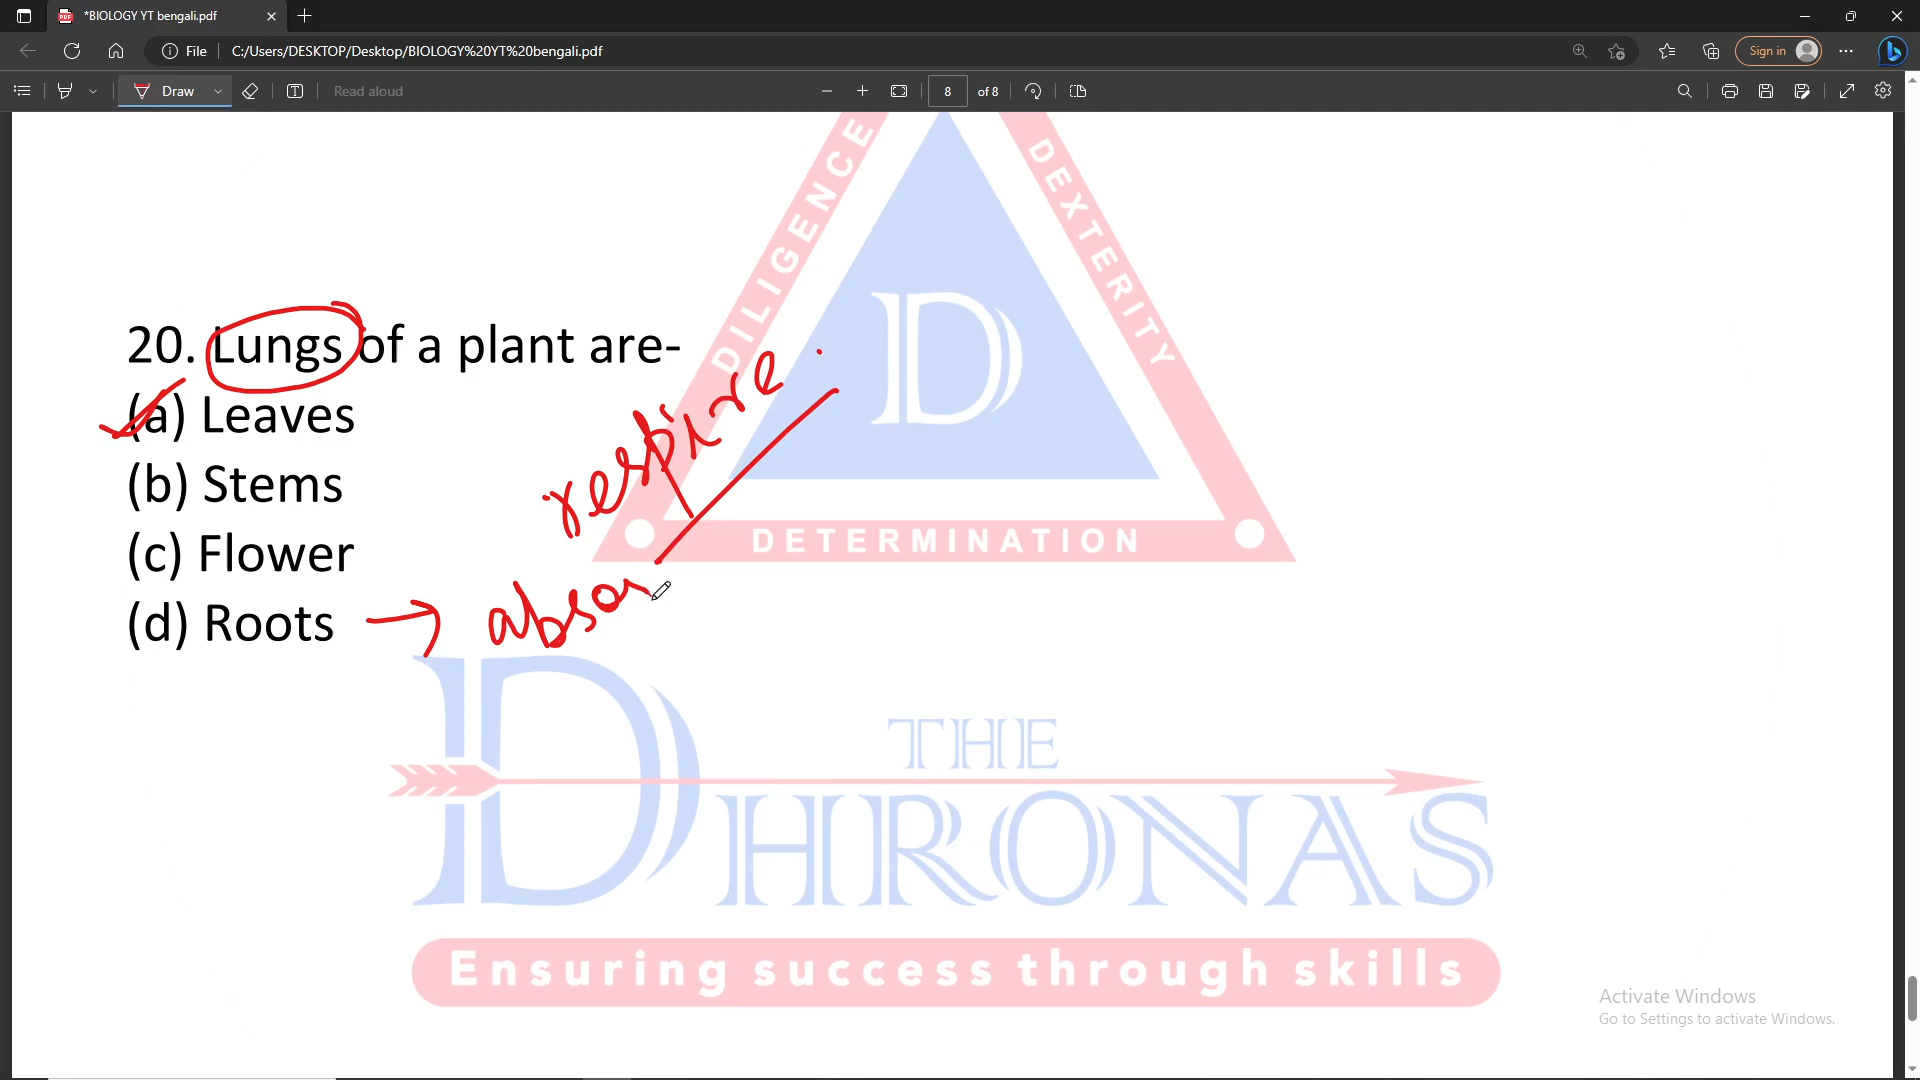 *BIOLOGY YT bengali.pdf
File
C:/Users/DESKTOP/Desktop/BIOLOGY%20YT%20bengali.pdf
Sign in
Draw
Read aloud
8 of 8
DILIGENCE
DEXTERITY
D
DETERMINATION
20. Lungs of a plant are-
(a) Leaves
(b) Stems
(c) Flower
(d) Roots
respire
absor
THE
DHRONAS
Ensuring success through skills
Activate Windows
Go to Settings to activate Windows.